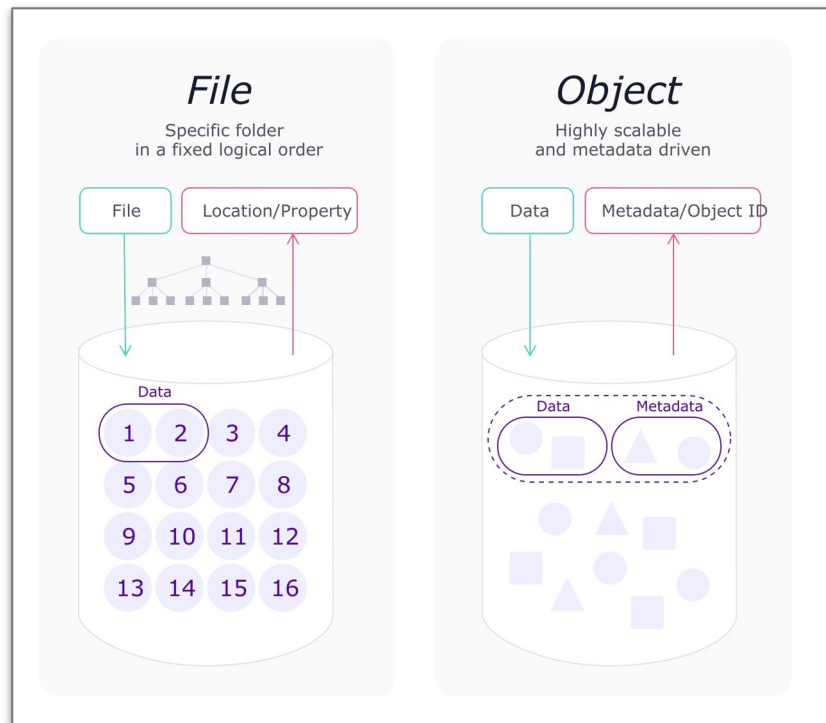 File
Specific folder
in a fixed logical order
File
Location/Property
Data
1 2 3 4
5 6 7 8
9 10 11 12
13 14 15 16
Object
Highly scalable
and metadata driven
Data
Metadata/Object ID
Data
Metadata